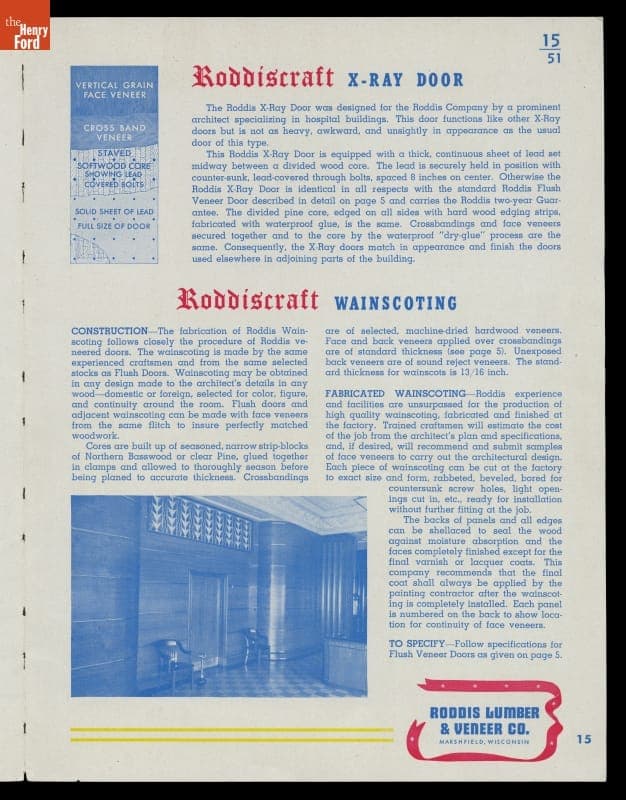 the
Henry
Ford
15
51
VERTICAL GRAIN
FACE VENEER
CROSS BAND
VENEER
STAVED
SOFTWOOD CORE
SHOWING LEAD
COVERED BOLTS
SOLID SHEET OF LEAD
FULL SIZE OF DOOR
Roddiscraft X-RAY DOOR
The Roddis X-Ray Door was designed for the Roddis Company by a prominent
architect specializing in hospital buildings. This door functions like other X-Ray
doors but is not as heavy, awkward, and unsightly in appearance as the usual
door of this type.
This Roddis X-Ray Door is equipped with a thick, continuous sheet of lead set
midway between a divided wood core. The lead is securely held in position with
counter-sunk, lead-covered through bolts, spaced 8 inches on center. Otherwise the
Roddis X-Ray Door is identical in all respects with the standard Roddis Flush
Veneer Door described in detail on page 5 and carries the Roddis two-year Guar-
antee. The divided pine core, edged on all sides with hard wood edging strips,
fabricated with waterproof glue, is the same. Crossbandings and face veneers
secured together and to the core by the waterproof "dry-glue" process are the
same. Consequently, the X-Ray doors match in appearance and finish the doors
used elsewhere in adjoining parts of the building.
Roddiscraft WAINSCOTING
CONSTRUCTION—The fabrication of Roddis Wain-
scoting follows closely the procedure of Roddis ve-
neered doors. The wainscoting is made by the same
experienced craftsmen and from the same selected
stocks as Flush Doors. Wainscoting may be obtained
in any design made to the architect's details in any
wood—domestic or foreign, selected for color, figure,
and continuity around the room. Flush doors and
adjacent wainscoting can be made with face veneers
from the same flitch to insure perfectly matched
woodwork.
Cores are built up of seasoned, narrow strip-blocks
of Northern Basswood or clear Pine, glued together
in clamps and allowed to thoroughly season before
being planed to accurate thickness. Crossbandings
are of selected, machine-dried hardwood veneers.
Face and back veneers applied over crossbandings
are of standard thickness (see page 5). Unexposed
back veneers are of sound reject veneers. The stand-
ard thickness for wainscots is 13/16 inch.
FABRICATED WAINSCOTING—Roddis experience
and facilities are unsurpassed for the production of
high quality wainscoting, fabricated and finished at
the factory. Trained craftsmen will estimate the cost
of the job from the architect's plan and specifications,
and, if desired, will recommend and submit samples
of face veneers to carry out the architectural design.
Each piece of wainscoting can be cut at the factory
to exact size and form, rabbeted, beveled, bored for
countersunk screw holes, light open-
ings cut in, etc., ready for installation
without further fitting at the job.
The backs of panels and all edges
can be shellaced to seal the wood
against moisture absorption and the
faces completely finished except for the
final varnish or lacquer coats. This
company recommends that the final
coat shall always be applied by the
painting contractor after the wainscot-
ing is completely installed. Each panel
is numbered on the back to show loca-
tion for continuity of face veneers.
TO SPECIFY—Follow specifications for
Flush Veneer Doors as given on page 5.
RODDIS LUMBER
& VENEER CO.
MARSHFIELD, WISCONSIN
15